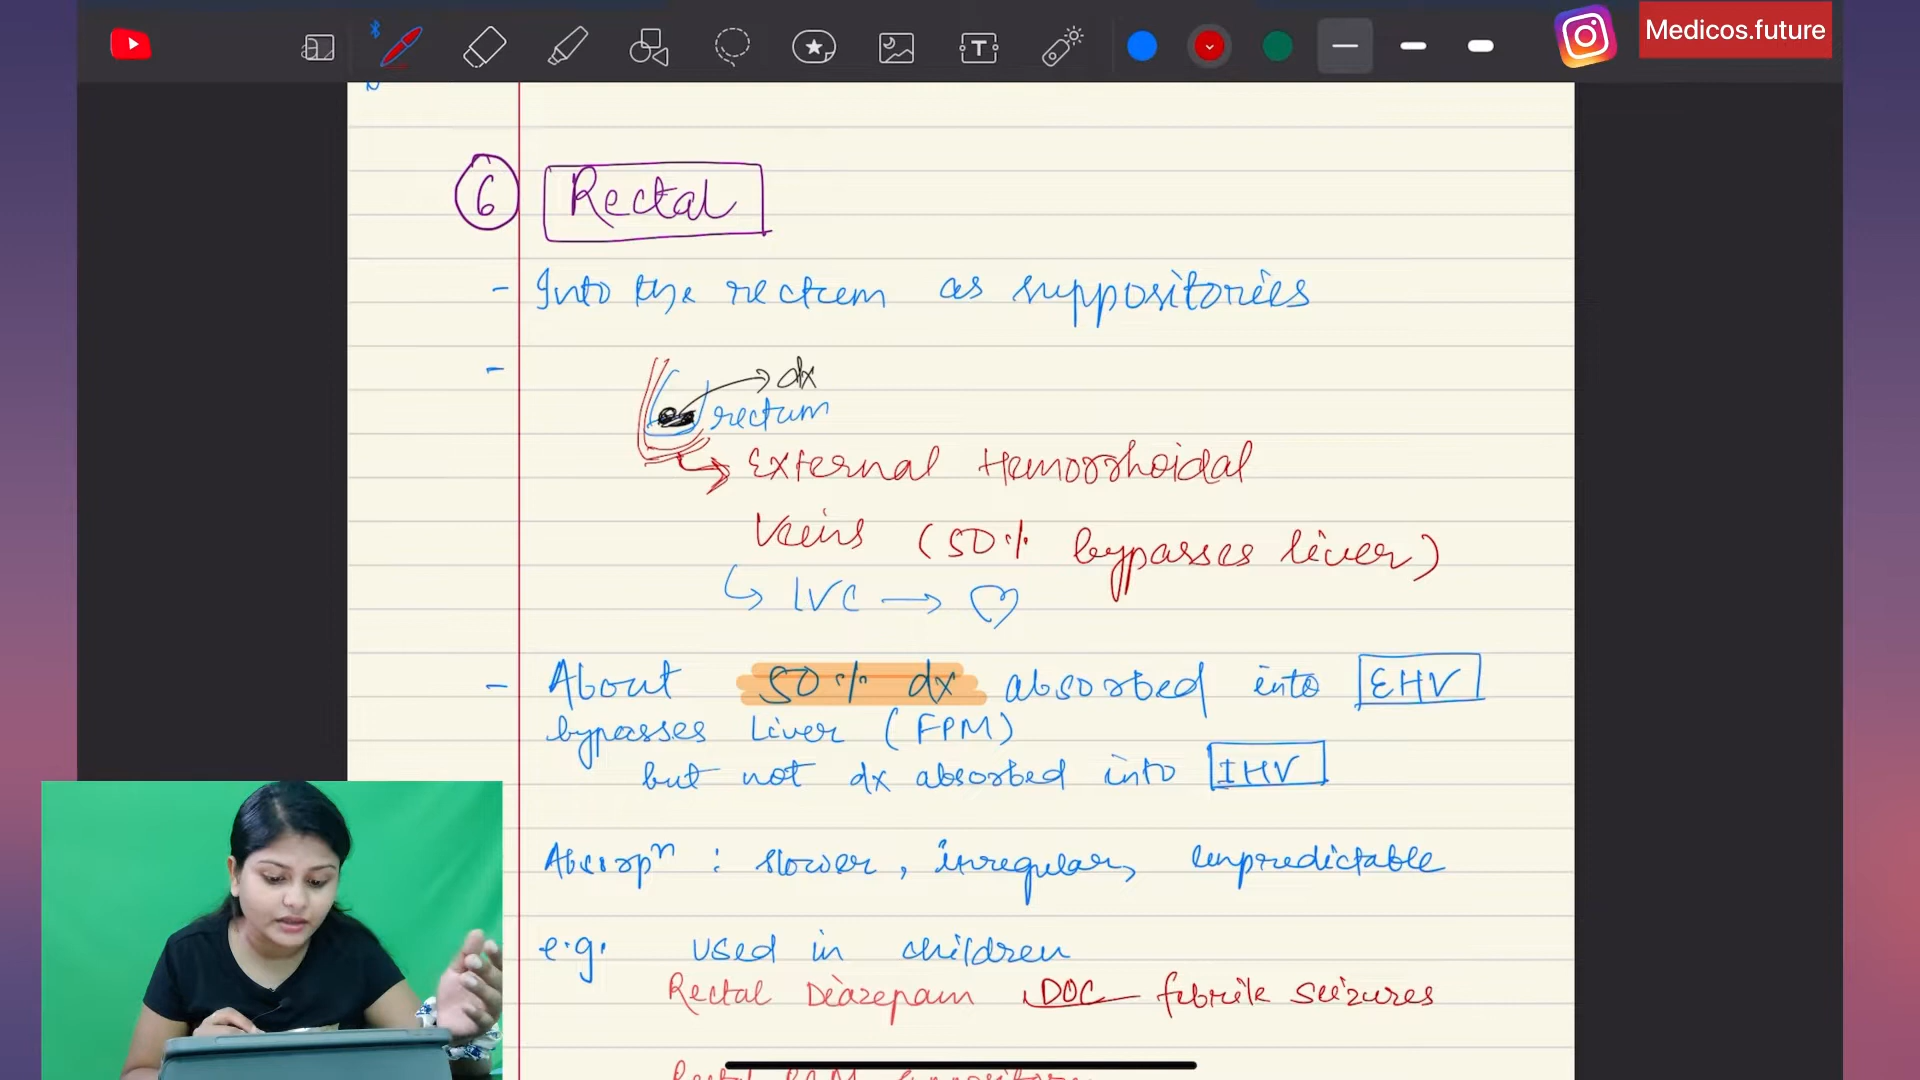 Medicos.future
6 Rectal
- Into the rectum as suppositories
-
dx
rectum
External Hemorrhoidal
Veins (50% bypasses liver)
IVC →
- About 50% dx absorbed into EHV
bypasses Liver (FPM)
but not dx absorbed into IHV
Absorpⁿ : slower, irregular, unpredictable
e.g. used in children
Rectal Diazepam DOC febrile seizures
Rectal